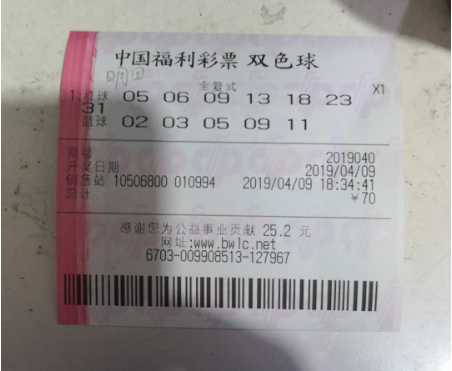 中国福利彩票 双色球
全复式
1.红球 05 06 09 13 18 23 X1
31
蓝球 02 03 05 09 11
期号 2019040
开奖日期 2019/04/09
销售站 10506800 010994 2019/04/09 18:34:41
总计 ¥70
感谢您为公益事业贡献 25.2 元
网址:www.bwlc.net
6703-009908513-127967